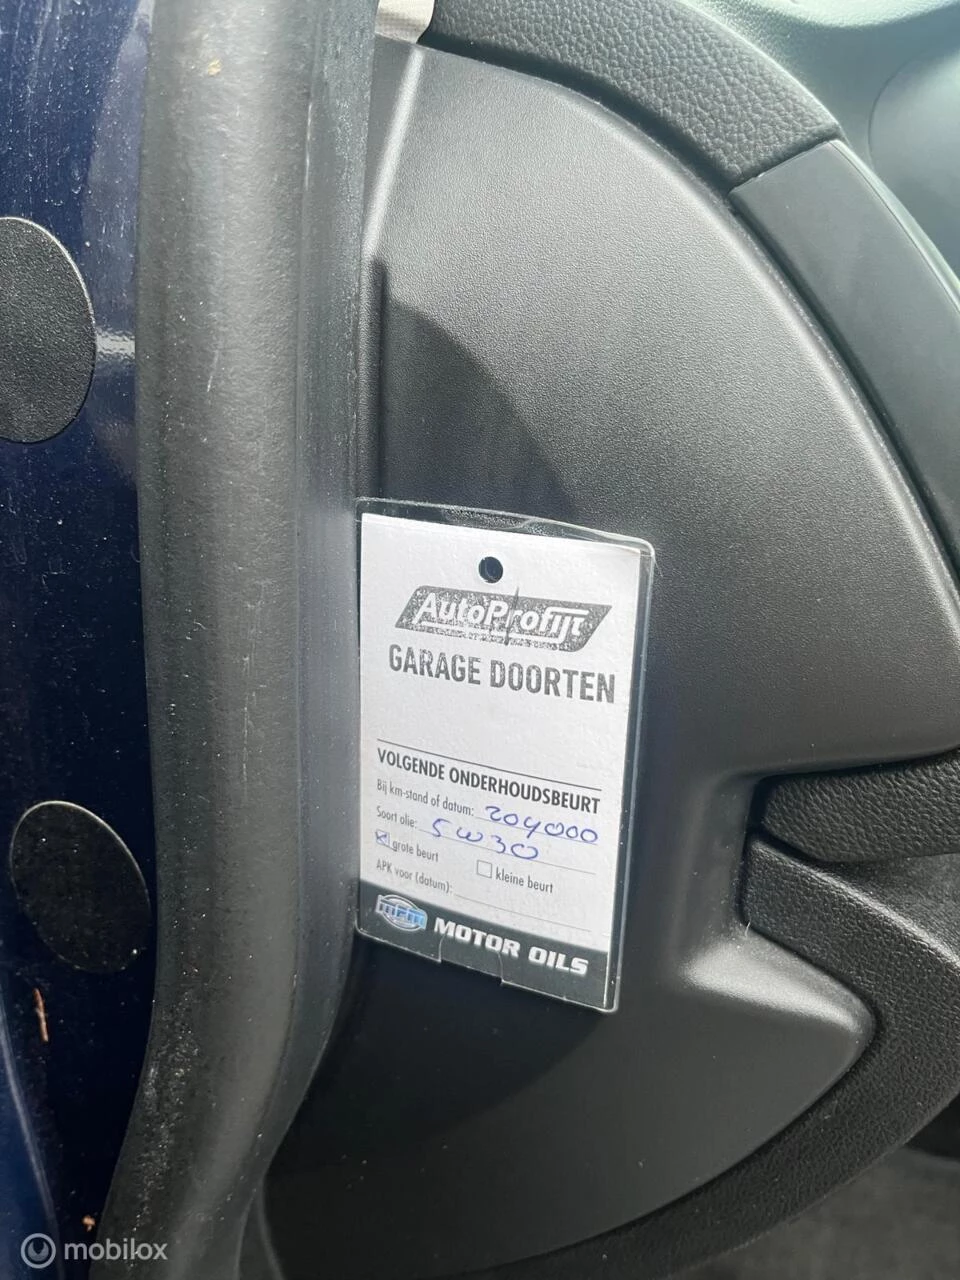 AutoProfijt
GARAGE DOORTEN
VOLGENDE ONDERHOUDSBEURT
Bij km-stand of datum: 204000
Soort olie: 5W30
grote beurt
kleine beurt
APK voor (datum):
MPM MOTOR OILS
mobilox